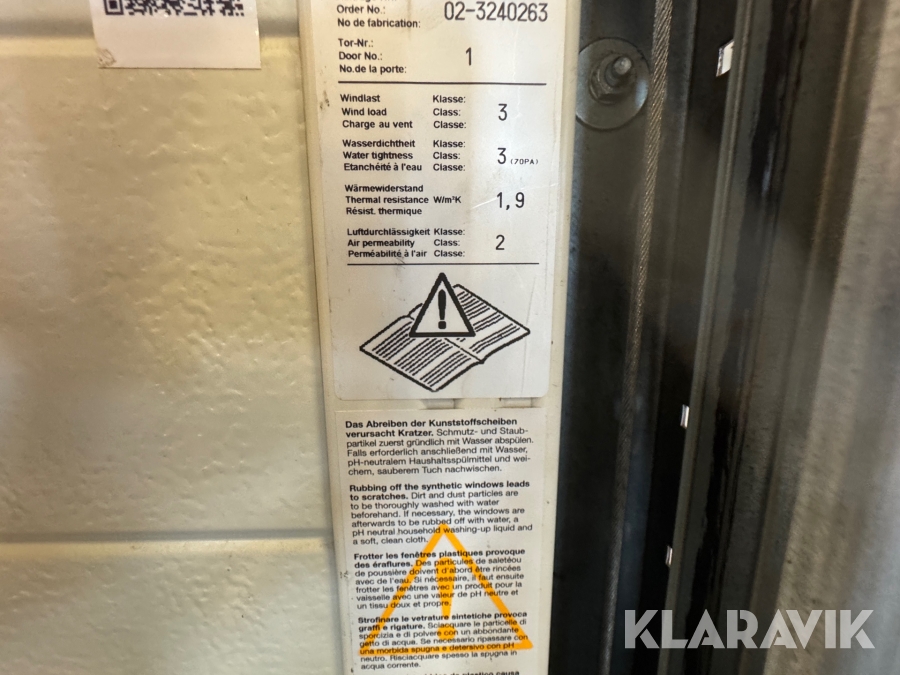 Order No.: 02-3240263
No de fabrication:
Tor-Nr.:
Door No.: 1
No.de la porte:
Windlast Klasse:
Wind load Class: 3
Charge au vent Classe:
Wasserdichtheit Klasse:
Water tightness Class: 3 (70PA)
Etanchéité à l'eau Classe:
Wärmewiderstand
Thermal resistance W/m²K 1,9
Résist. thermique
Luftdurchlässigkeit Klasse:
Air permeability Class: 2
Perméabilité à l'air Classe:
Das Abreiben der Kunststoffscheiben
verursacht Kratzer. Schmutz- und Staub-
partikel zuerst gründlich mit Wasser abspülen.
Falls erforderlich anschließend mit Wasser,
pH-neutralem Haushaltsspülmittel und wei-
chem, sauberem Tuch nachwischen.
Rubbing off the synthetic windows leads
to scratches. Dirt and dust particles are
to be thoroughly washed with water
beforehand. If necessary, the windows are
afterwards to be rubbed off with water, a
pH neutral household washing-up liquid and
a soft, clean cloth.
Frotter les fenêtres plastiques provoque
des éraflures. Des particules de saletéou
de poussière doivent d'abord être rincées
avec de l'eau. Si nécessaire, il faut ensuite
frotter les fenêtres avec un produit pour la
vaisselle avec une valeur de pH neutre et
un tissu doux et propre.
Strofinare le vetrature sintetiche provoca
graffi e rigature. Sciacquare le particelle di
sporcizia e di polvere con un abbondante
getto di acqua. Se necessario ripassare con
una morbida spugna e detersivo con pH
neutro. Risciacquare spesso la spugna in
acqua corrente.
KLARAVIK